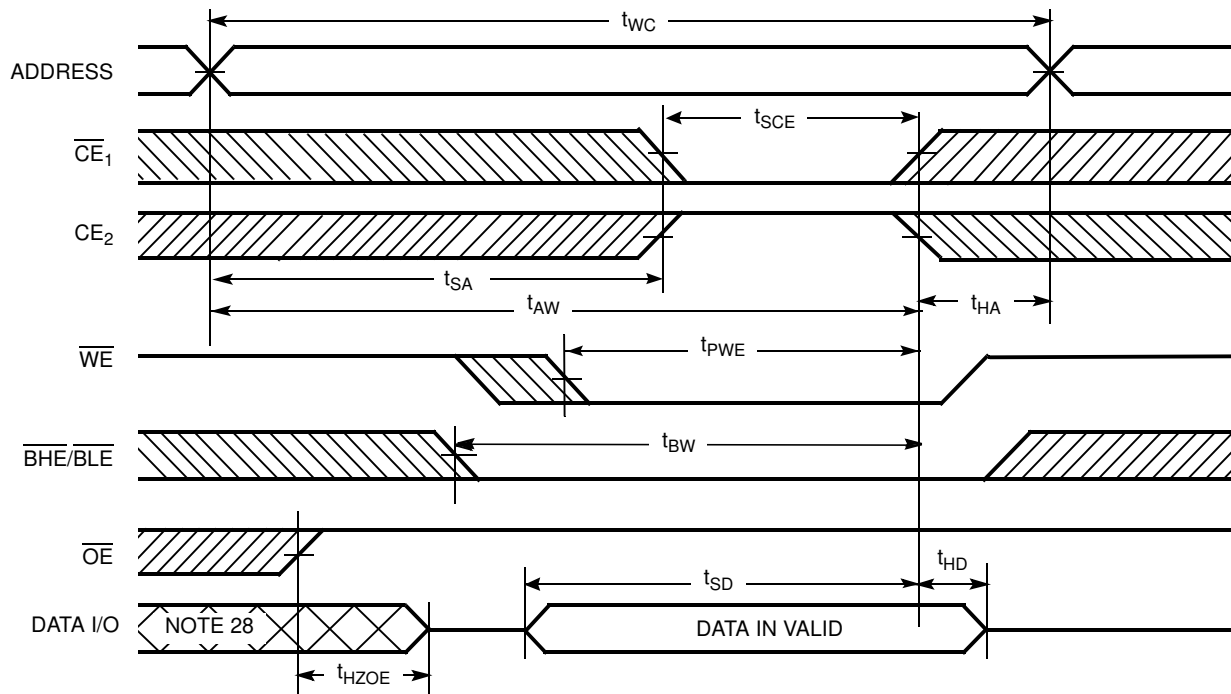 tWC
ADDRESS
tSCE
CE1
CE2
tSA
tAW
tHA
tPWE
WE
tBW
BHE/BLE
OE
tHD
tSD
DATA I/O
NOTE 28
DATA IN VALID
tHZOE